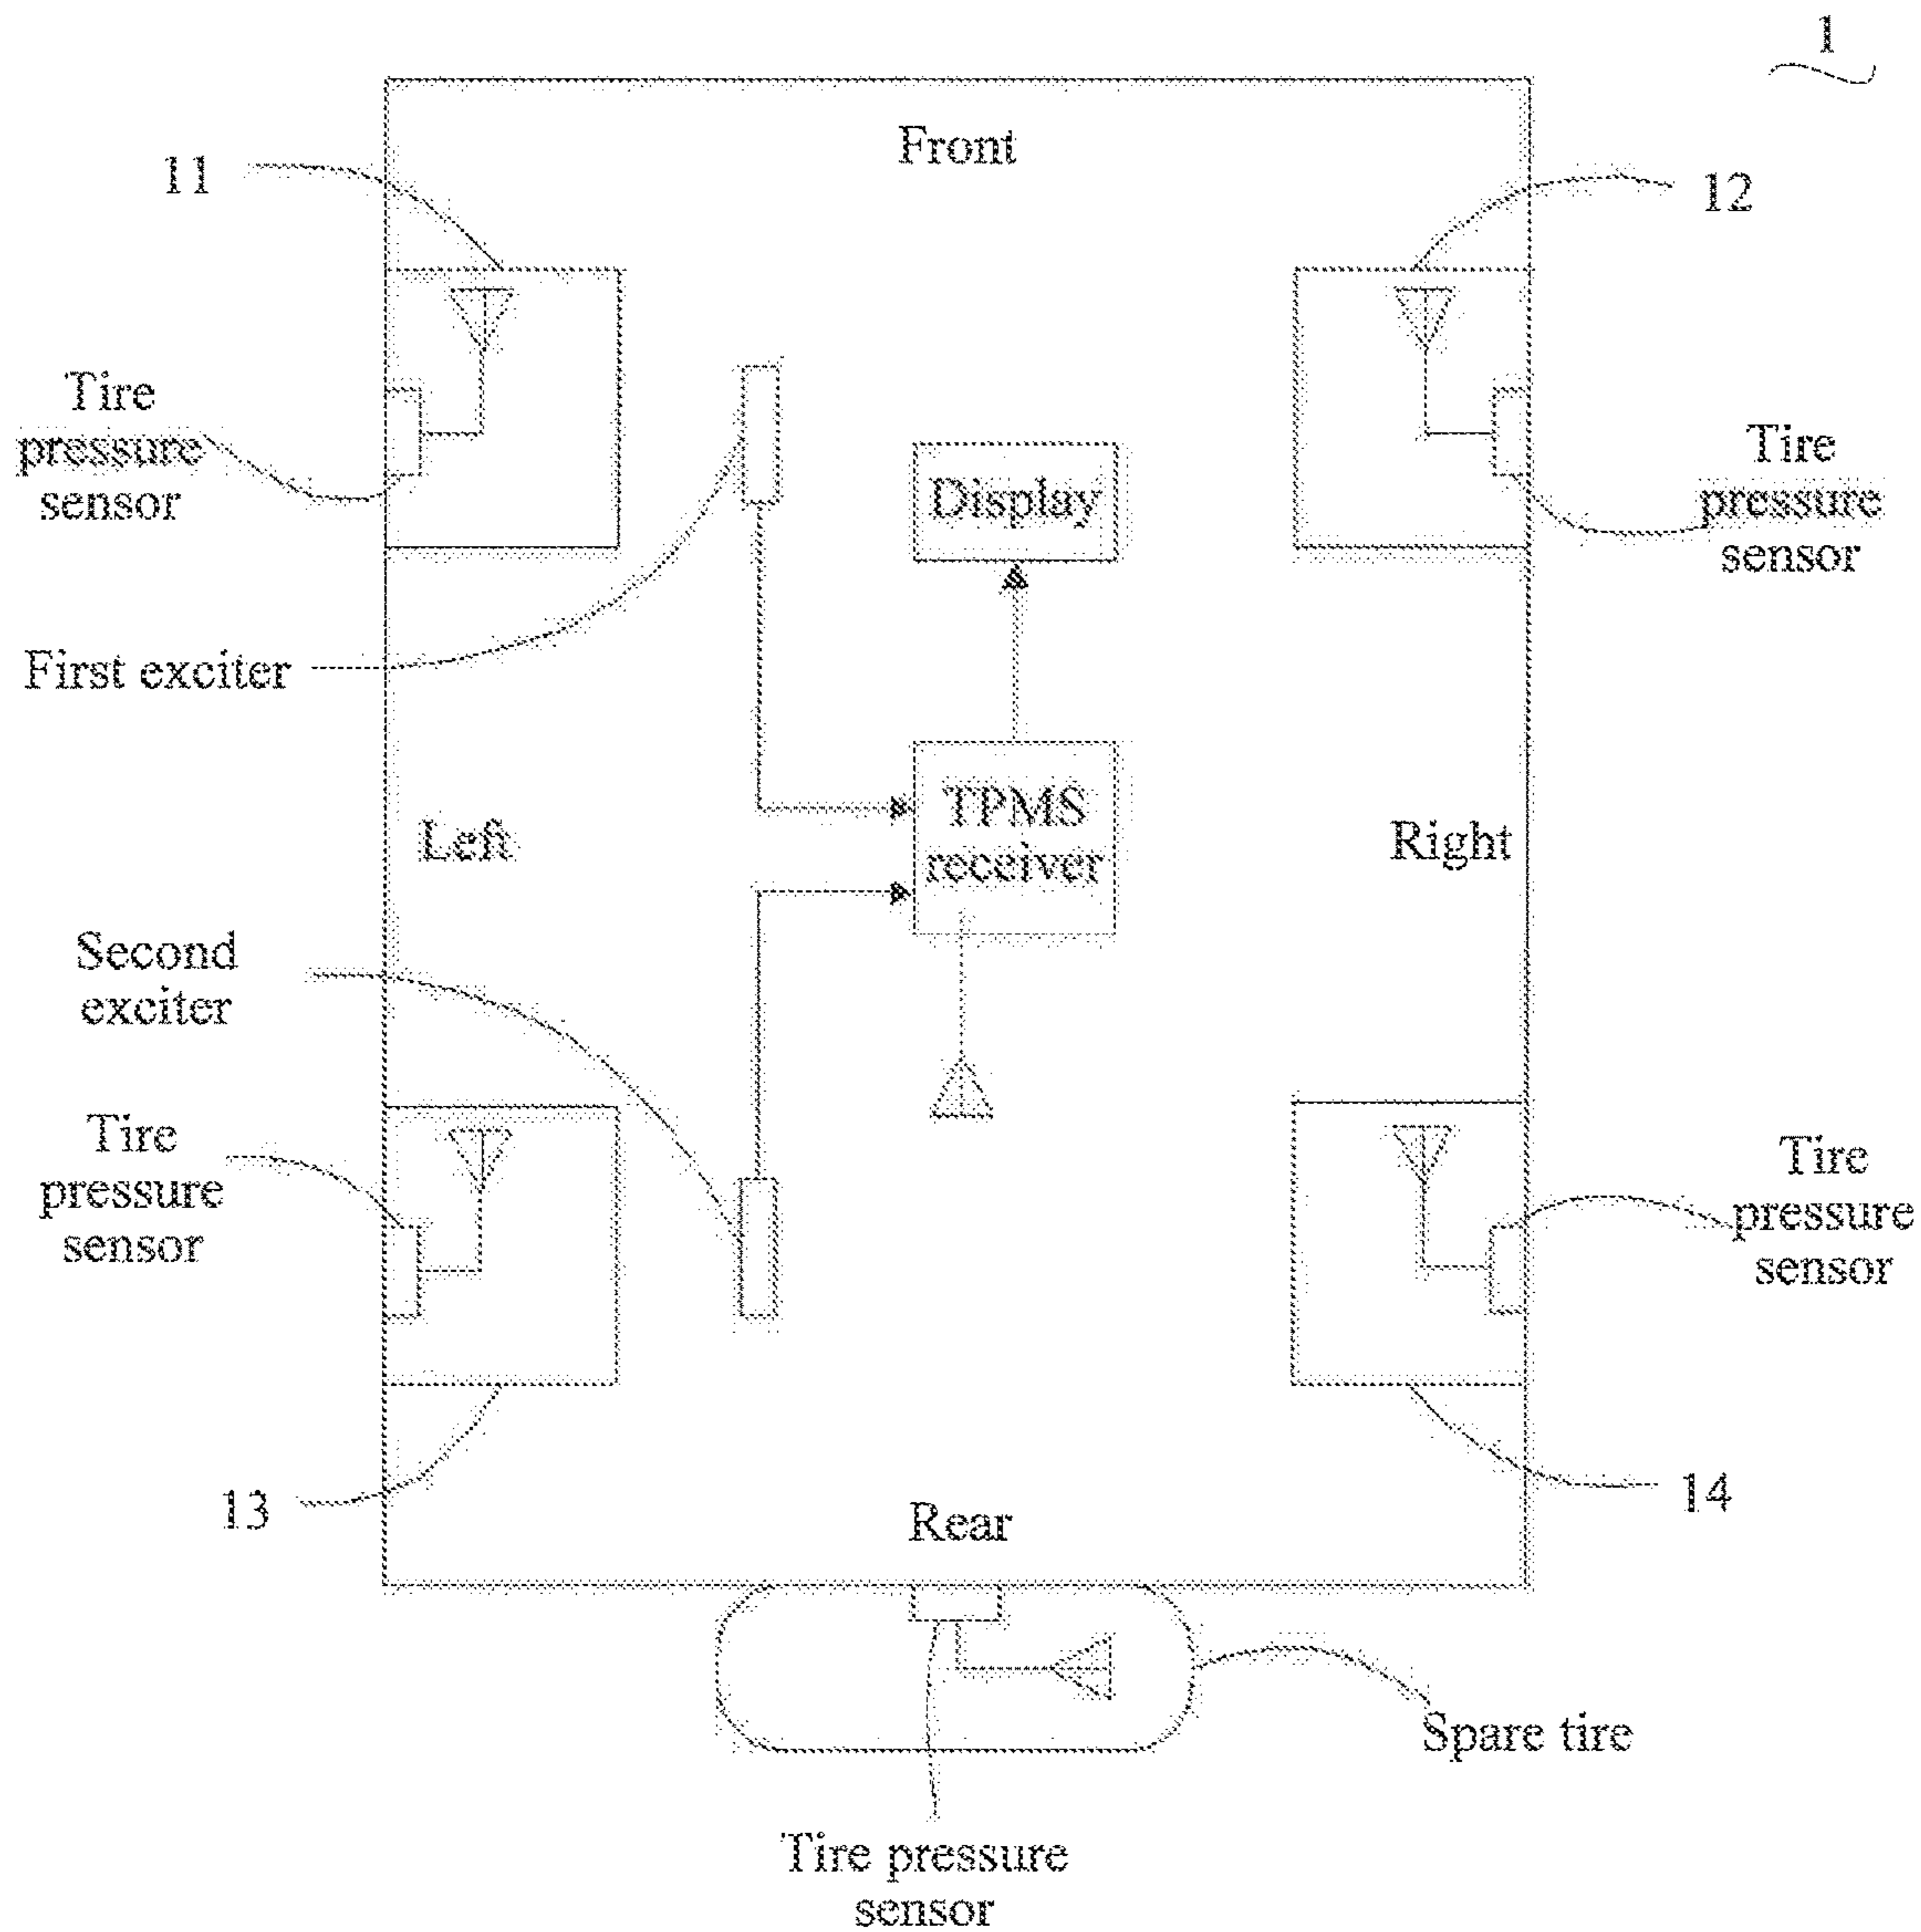 1
Front
11
12
Tire
pressure
sensor
Display
Tire
pressure
sensor
First exciter
TPMS
receiver
Left
Right
Second
exciter
Tire
pressure
sensor
Tire
pressure
sensor
13
14
Rear
Spare tire
Tire pressure
sensor